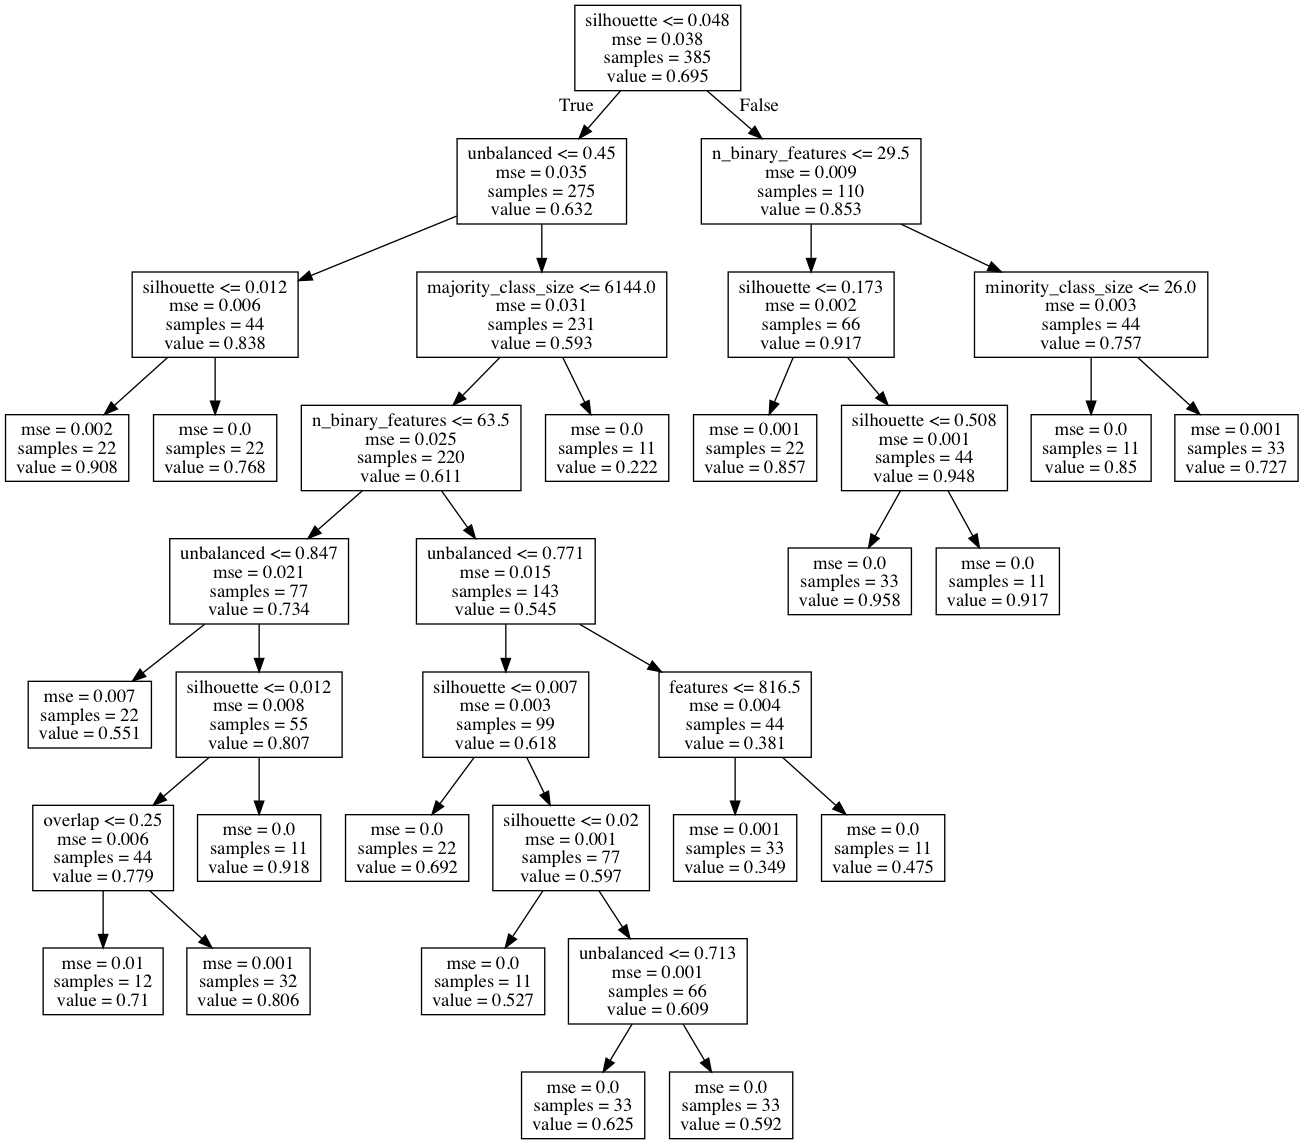 silhouette <= 0.048
mse = 0.038
samples = 385
value = 0.695
True
False
unbalanced <= 0.45
mse = 0.035
samples = 275
value = 0.632
n_binary_features <= 29.5
mse = 0.009
samples = 110
value = 0.853
silhouette <= 0.012
mse = 0.006
samples = 44
value = 0.838
majority_class_size <= 6144.0
mse = 0.031
samples = 231
value = 0.593
silhouette <= 0.173
mse = 0.002
samples = 66
value = 0.917
minority_class_size <= 26.0
mse = 0.003
samples = 44
value = 0.757
mse = 0.002
samples = 22
value = 0.908
mse = 0.0
samples = 22
value = 0.768
n_binary_features <= 63.5
mse = 0.025
samples = 220
value = 0.611
mse = 0.0
samples = 11
value = 0.222
mse = 0.001
samples = 22
value = 0.857
silhouette <= 0.508
mse = 0.001
samples = 44
value = 0.948
mse = 0.0
samples = 11
value = 0.85
mse = 0.001
samples = 33
value = 0.727
unbalanced <= 0.847
mse = 0.021
samples = 77
value = 0.734
unbalanced <= 0.771
mse = 0.015
samples = 143
value = 0.545
mse = 0.0
samples = 33
value = 0.958
mse = 0.0
samples = 11
value = 0.917
mse = 0.007
samples = 22
value = 0.551
silhouette <= 0.012
mse = 0.008
samples = 55
value = 0.807
silhouette <= 0.007
mse = 0.003
samples = 99
value = 0.618
features <= 816.5
mse = 0.004
samples = 44
value = 0.381
overlap <= 0.25
mse = 0.006
samples = 44
value = 0.779
mse = 0.0
samples = 11
value = 0.918
mse = 0.0
samples = 22
value = 0.692
silhouette <= 0.02
mse = 0.001
samples = 77
value = 0.597
mse = 0.001
samples = 33
value = 0.349
mse = 0.0
samples = 11
value = 0.475
mse = 0.01
samples = 12
value = 0.71
mse = 0.001
samples = 32
value = 0.806
mse = 0.0
samples = 11
value = 0.527
unbalanced <= 0.713
mse = 0.001
samples = 66
value = 0.609
mse = 0.0
samples = 33
value = 0.625
mse = 0.0
samples = 33
value = 0.592